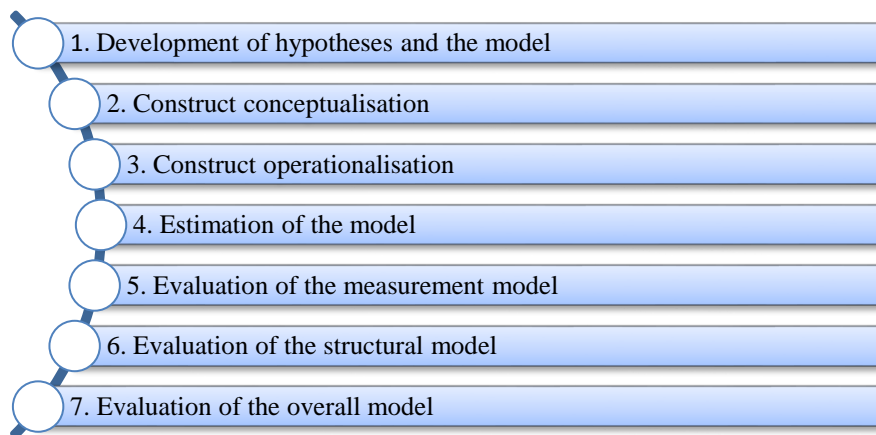 1. Development of hypotheses and the model
2. Construct conceptualisation
3. Construct operationalisation
4. Estimation of the model
5. Evaluation of the measurement model
6. Evaluation of the structural model
7. Evaluation of the overall model